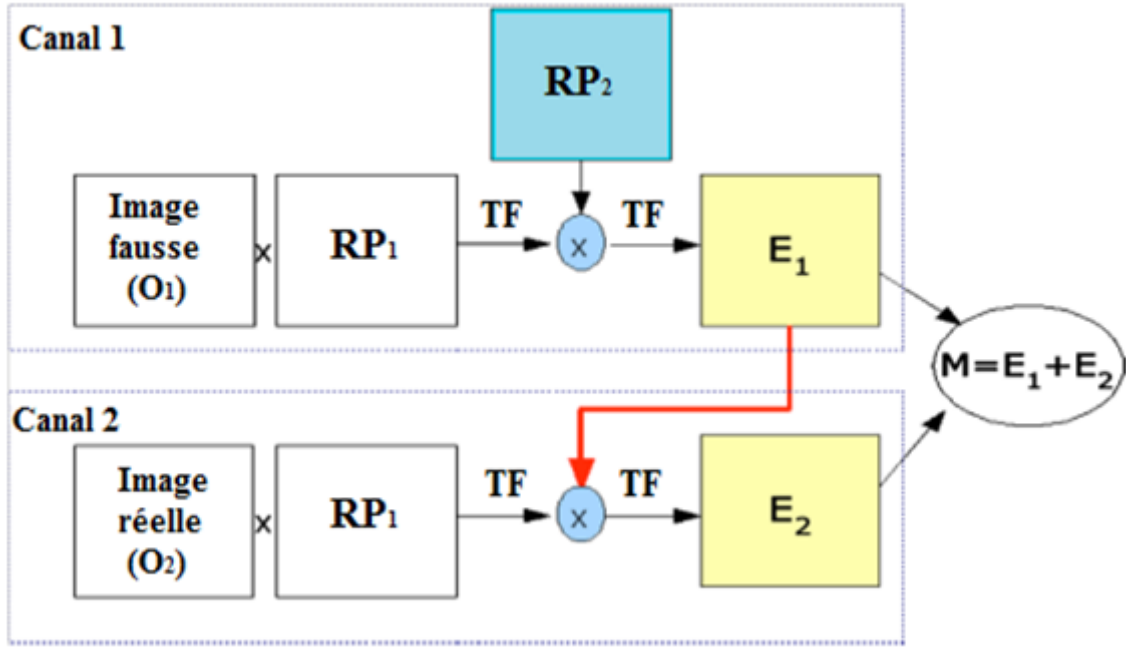 Canal 1
RP₂
Image
fausse
(O₁)
x
RP₁
TF
x
TF
E₁
M=E₁+E₂
Canal 2
Image
réelle
(O₂)
x
RP₁
TF
x
TF
E₂